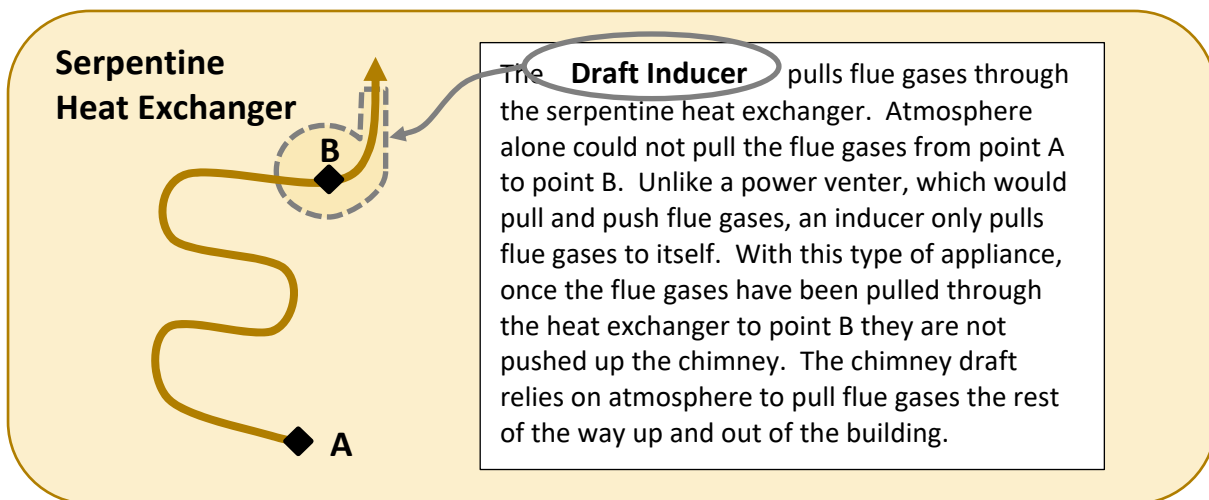 Serpentine
Heat Exchanger
B
A
The Draft Inducer pulls flue gases through
the serpentine heat exchanger. Atmosphere
alone could not pull the flue gases from point A
to point B. Unlike a power venter, which would
pull and push flue gases, an inducer only pulls
flue gases to itself. With this type of appliance,
once the flue gases have been pulled through
the heat exchanger to point B they are not
pushed up the chimney. The chimney draft
relies on atmosphere to pull flue gases the rest
of the way up and out of the building.